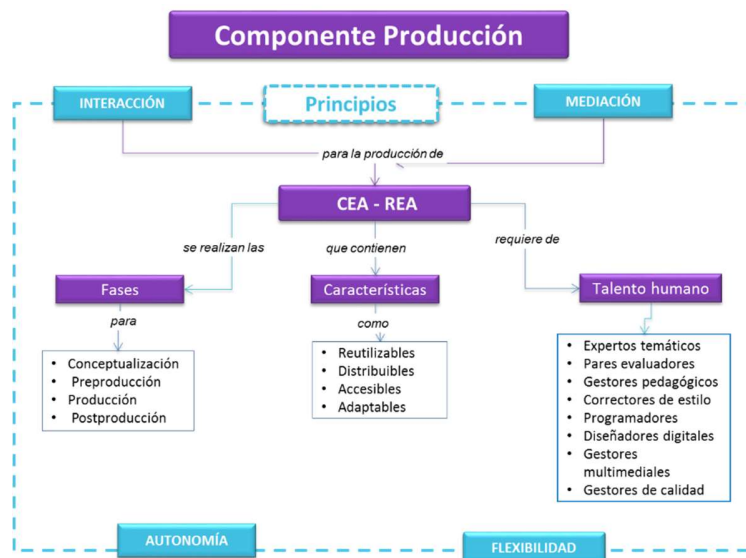 Componente Producción
INTERACCIÓN
Principios
MEDIACIÓN
para la producción de
CEA - REA
se realizan las
que contienen
requiere de
Fases
Características
Talento humano
para
como
• Conceptualización
• Preproducción
• Producción
• Postproducción
• Reutilizables
• Distribuibles
• Accesibles
• Adaptables
• Expertos temáticos
• Pares evaluadores
• Gestores pedagógicos
• Correctores de estilo
• Programadores
• Diseñadores digitales
• Gestores
multimediales
• Gestores de calidad
AUTONOMÍA
FLEXIBILIDAD